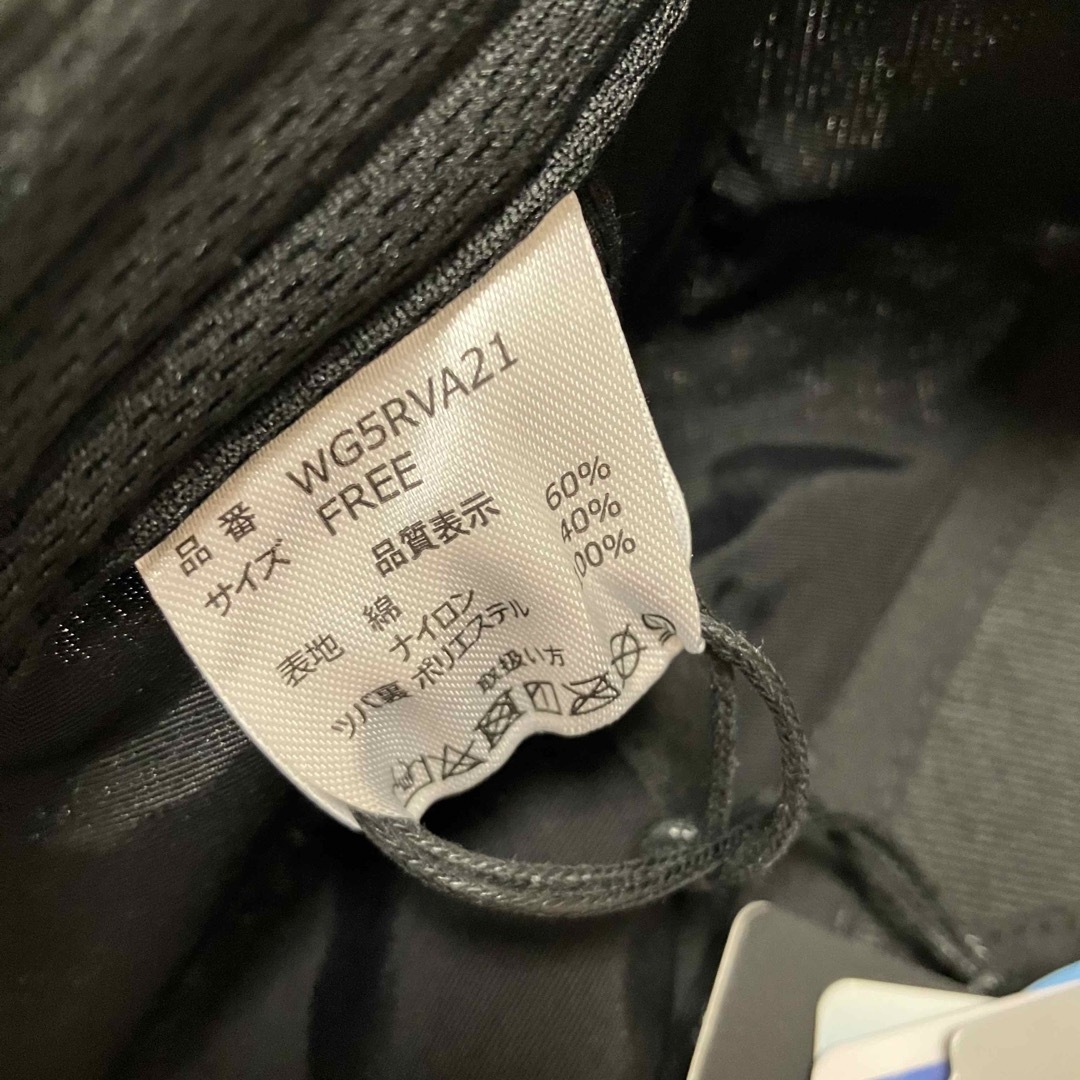 品番 WG5RVA21
サイズ FREE
品質表示
表地 綿 60%
ナイロン 40%
ツバ裏 ポリエステル 100%
取扱い方